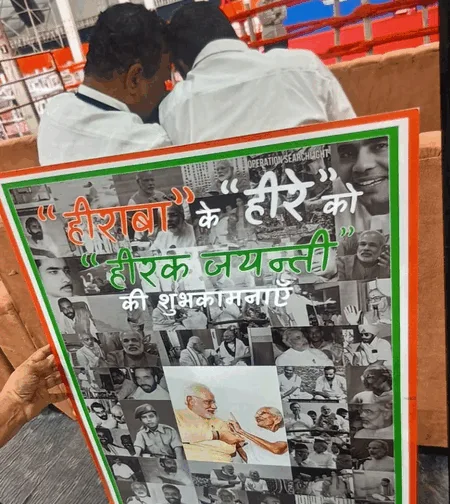 OPERATION SEARCHLIGHT
“हीराबा” के “हीरे” को
“हीरक जयन्ती”
की शुभकामनाएँ